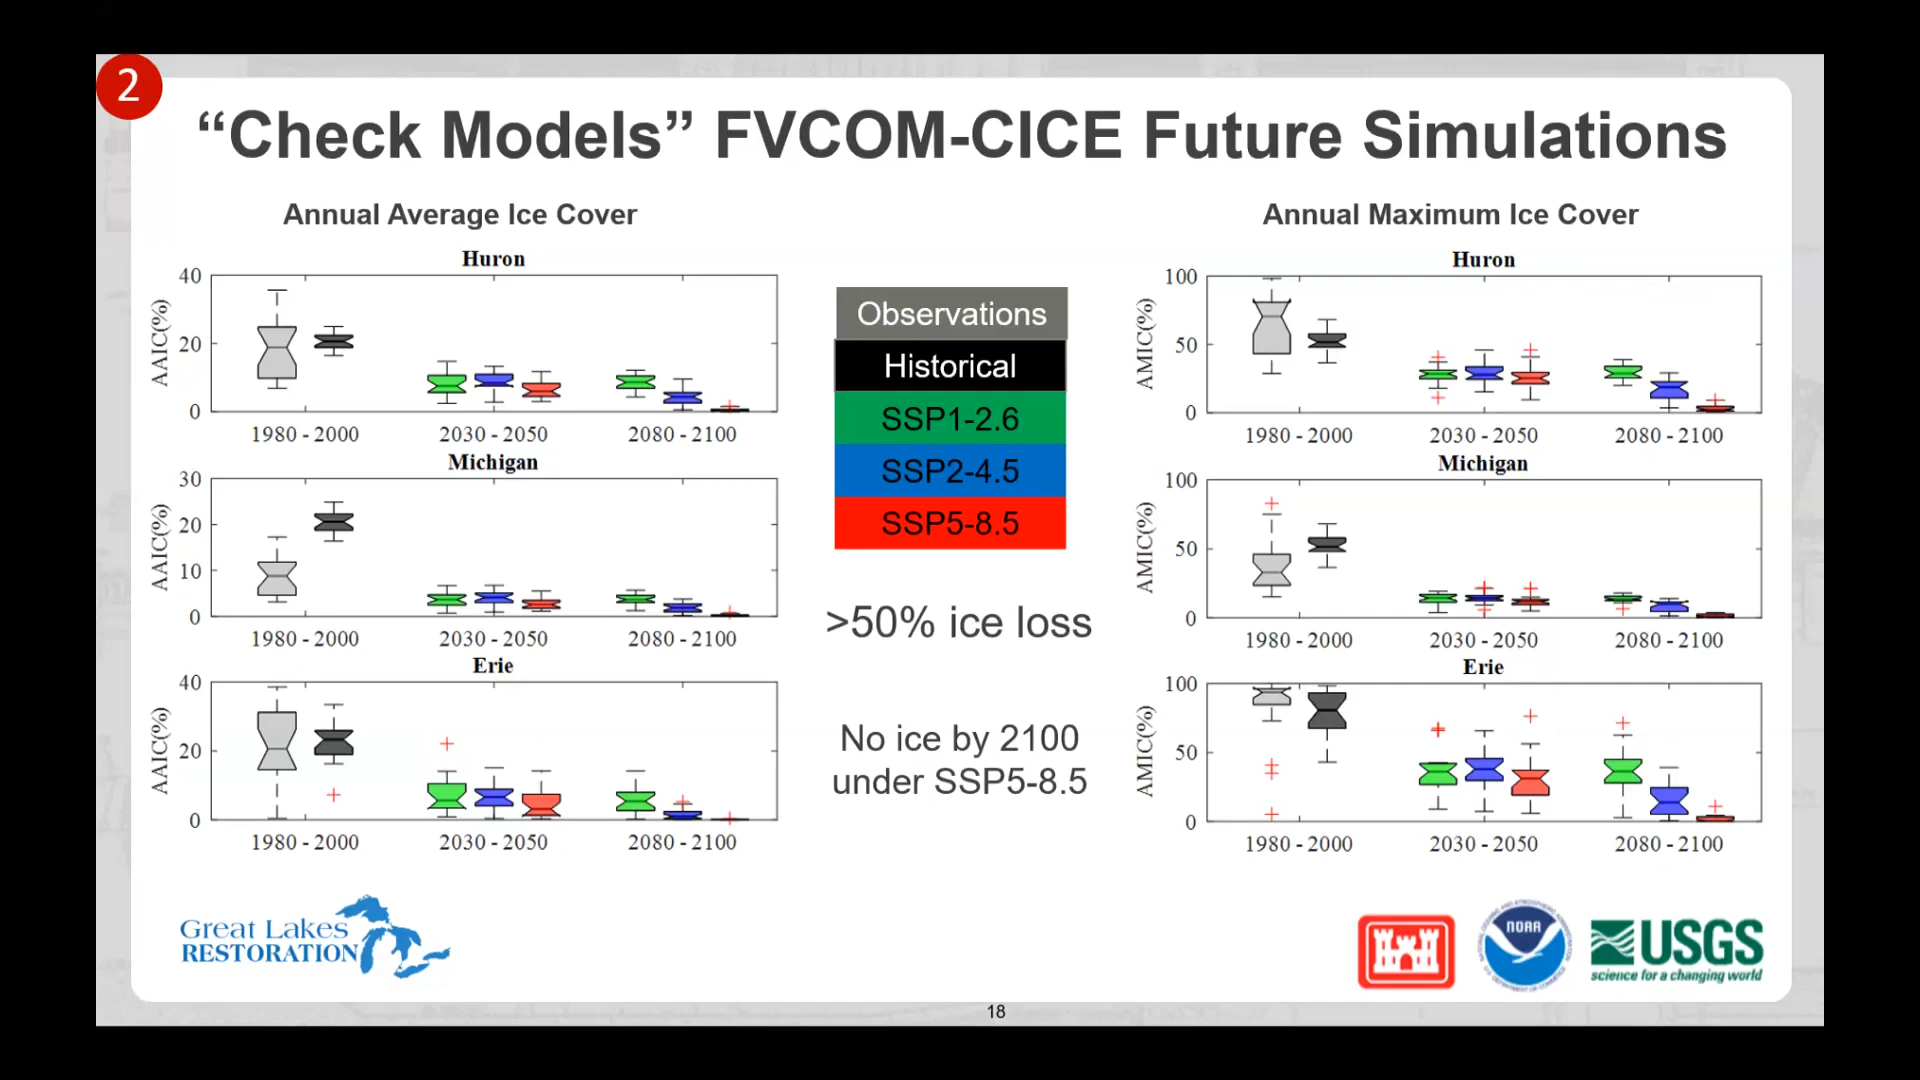 2
“Check Models” FVCOM-CICE Future Simulations
Annual Average Ice Cover
Huron
40
20
0
AAIC(%)
1980 - 2000
2030 - 2050
2080 - 2100
Michigan
30
20
10
0
AAIC(%)
1980 - 2000
2030 - 2050
2080 - 2100
Erie
40
20
0
AAIC(%)
1980 - 2000
2030 - 2050
2080 - 2100
Observations
Historical
SSP1-2.6
SSP2-4.5
SSP5-8.5
>50% ice loss
No ice by 2100
under SSP5-8.5
Annual Maximum Ice Cover
Huron
100
50
0
AMIC(%)
1980 - 2000
2030 - 2050
2080 - 2100
Michigan
100
50
0
AMIC(%)
1980 - 2000
2030 - 2050
2080 - 2100
Erie
100
50
0
AMIC(%)
1980 - 2000
2030 - 2050
2080 - 2100
Great Lakes
RESTORATION
NOAA
USGS
science for a changing world
18